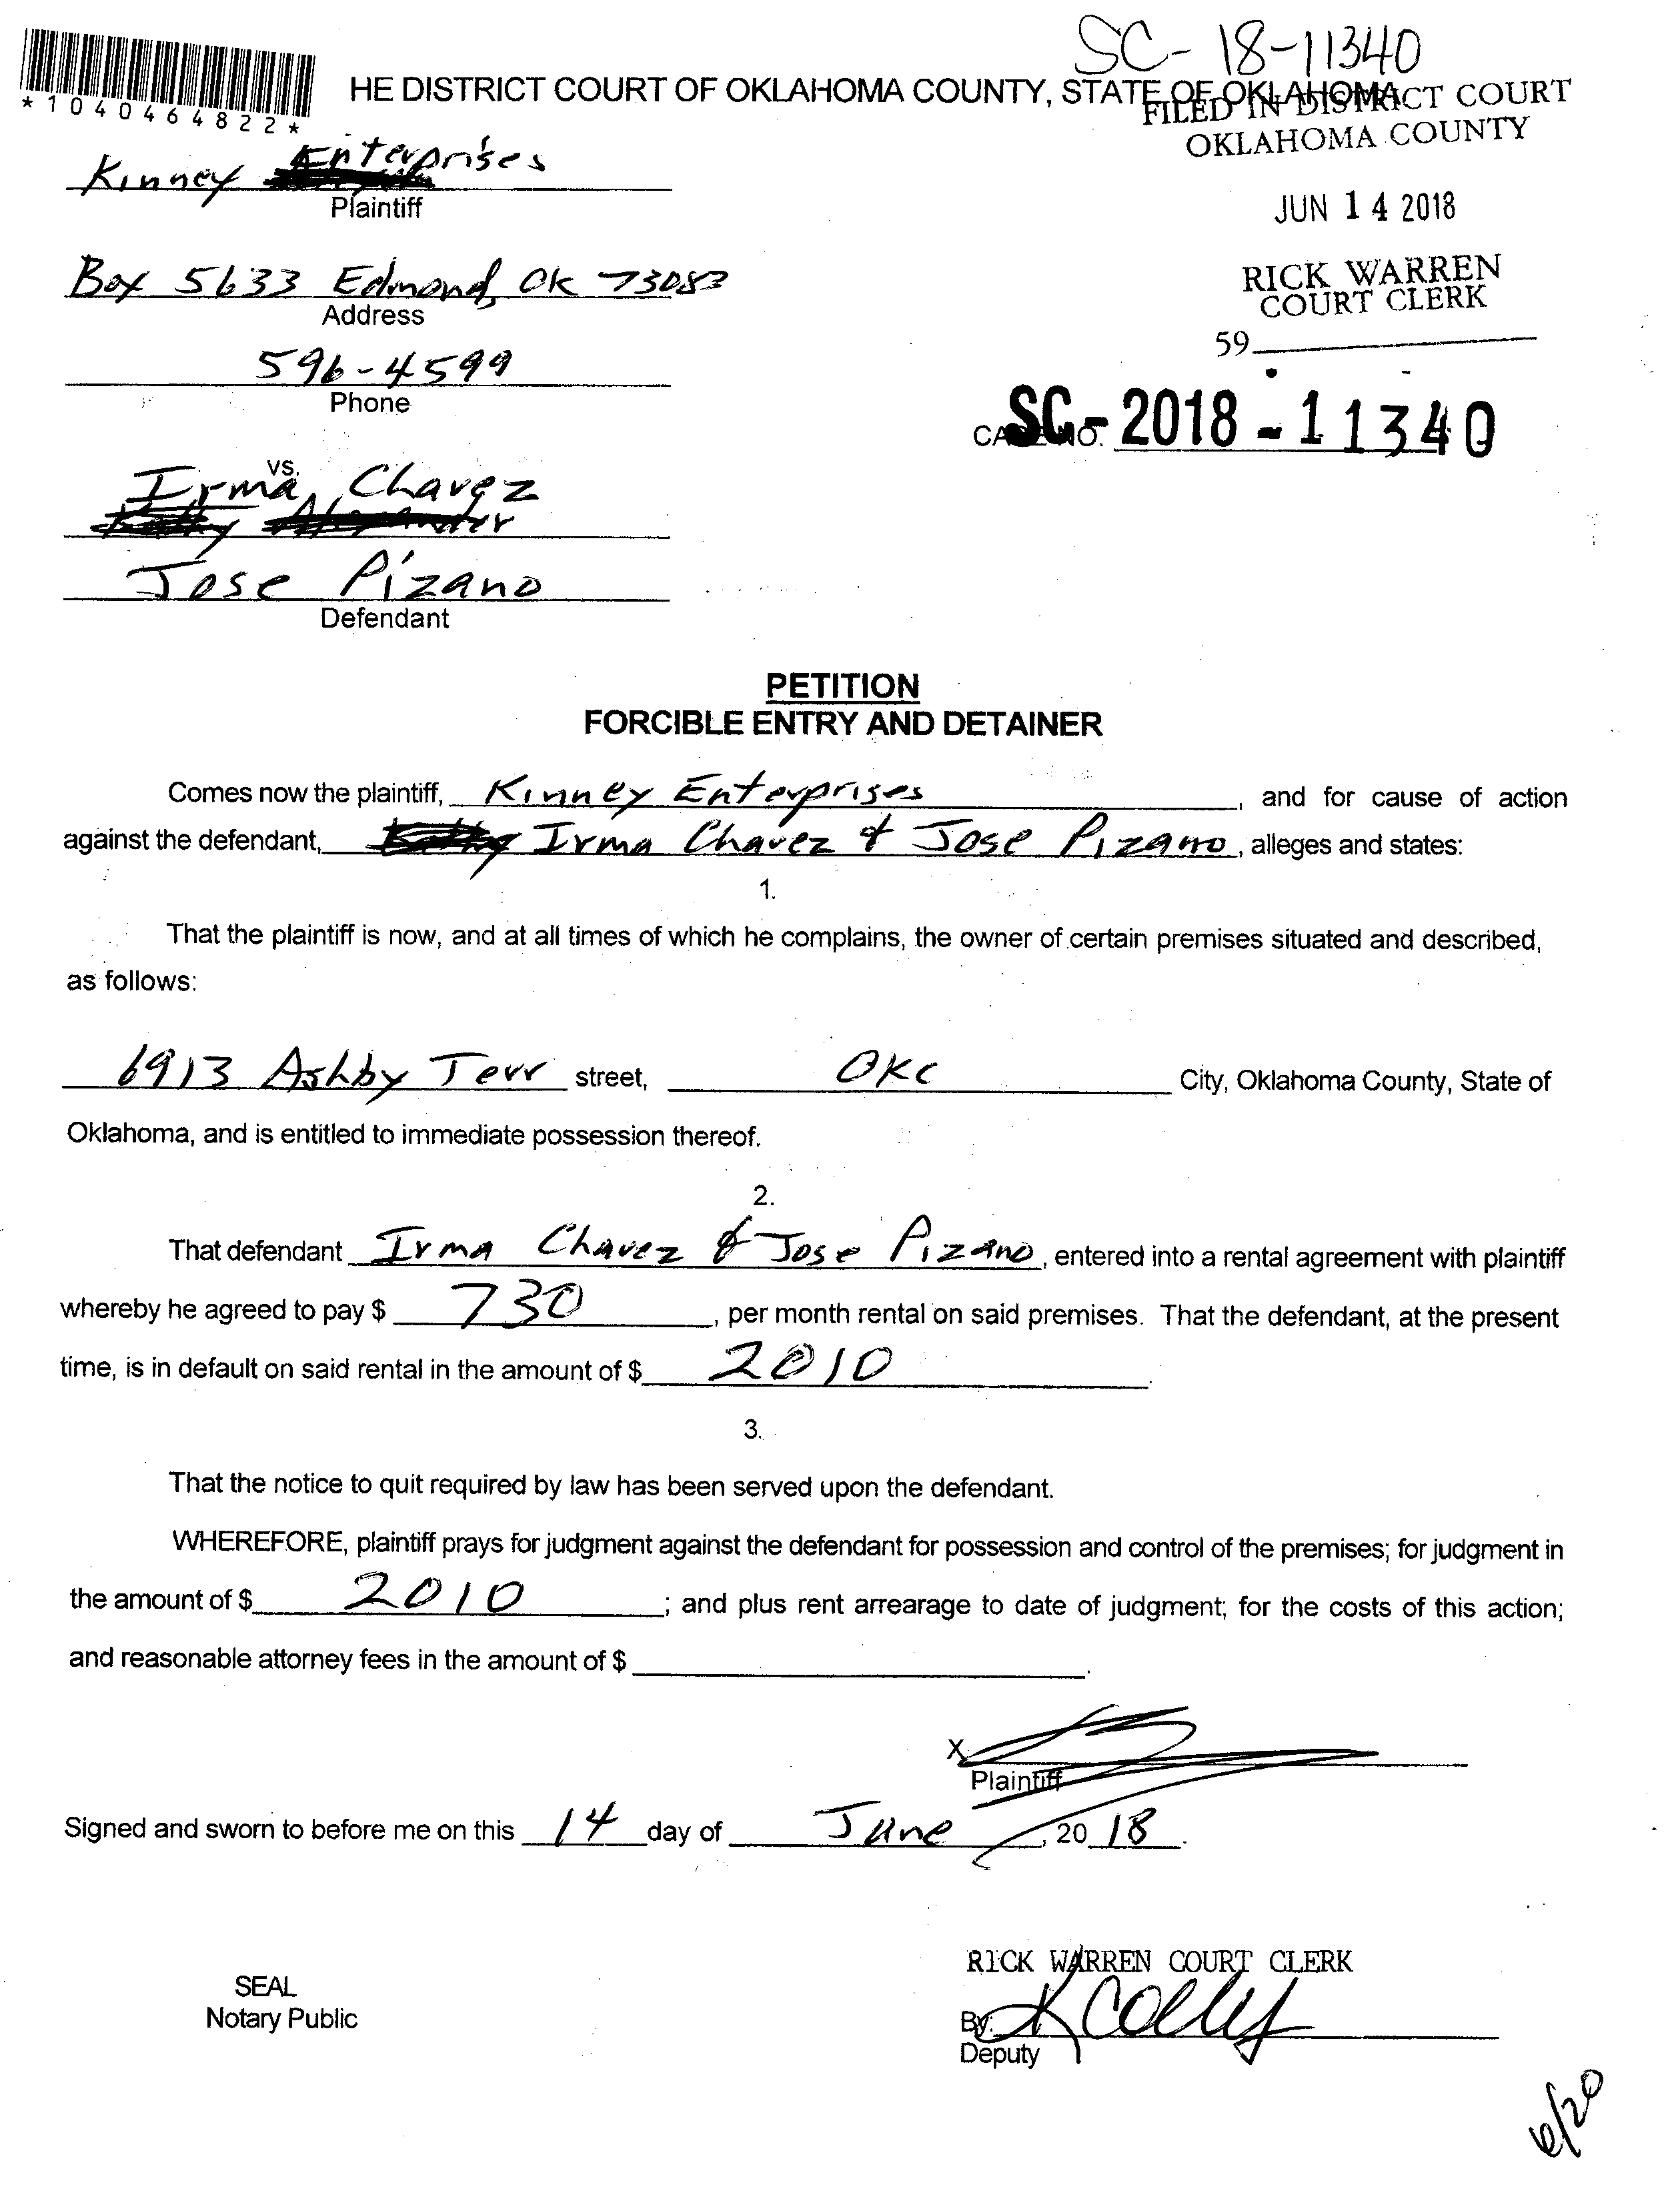 SC-18-11340
*1040464822*
HE DISTRICT COURT OF OKLAHOMA COUNTY, STATE OF OKLAHOMA
FILED IN DISTRICT COURT
OKLAHOMA COUNTY
Kinney Enterprises
Plaintiff
JUN 14 2018
Box 5633 Edmond, OK 73083
Address
RICK WARREN
COURT CLERK
59
596-4599
Phone
CASE NO. SC-2018-11340
vs.
Irma Chavez
Jose Pizano
Defendant
PETITION
FORCIBLE ENTRY AND DETAINER
Comes now the plaintiff, Kinney Enterprises, and for cause of action
against the defendant, Irma Chavez & Jose Pizano, alleges and states:
1.
That the plaintiff is now, and at all times of which he complains, the owner of certain premises situated and described,
as follows:
6913 Ashby Terr street, OKC City, Oklahoma County, State of
Oklahoma, and is entitled to immediate possession thereof.
2.
That defendant Irma Chavez & Jose Pizano, entered into a rental agreement with plaintiff
whereby he agreed to pay $ 730, per month rental on said premises. That the defendant, at the present
time, is in default on said rental in the amount of $ 2010.
3.
That the notice to quit required by law has been served upon the defendant.
WHEREFORE, plaintiff prays for judgment against the defendant for possession and control of the premises; for judgment in
the amount of $ 2010; and plus rent arrearage to date of judgment; for the costs of this action;
and reasonable attorney fees in the amount of $.
X
Plaintiff
Signed and sworn to before me on this 14 day of June, 2018.
RICK WARREN COURT CLERK
SEAL
Notary Public
By:
Deputy
6/20